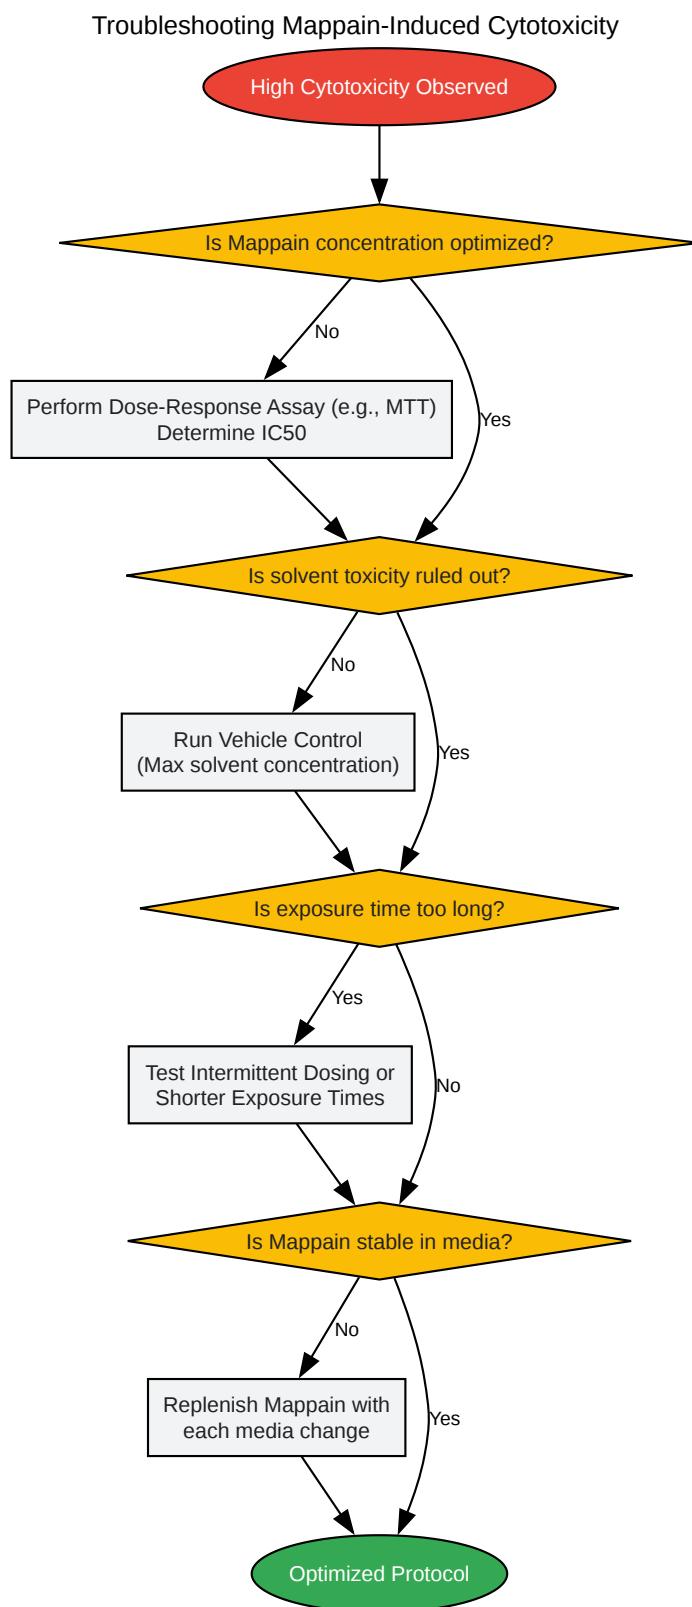 Troubleshooting Mappain-Induced Cytotoxicity
High Cytotoxicity Observed
Is Mappain concentration optimized?
No
Perform Dose-Response Assay (e.g., MTT)
Determine IC50
Yes
Is solvent toxicity ruled out?
No
Run Vehicle Control
(Max solvent concentration)
Yes
Is exposure time too long?
Yes
Test Intermittent Dosing or
Shorter Exposure Times
No
Is Mappain stable in media?
No
Replenish Mappain with
each media change
Yes
Optimized Protocol